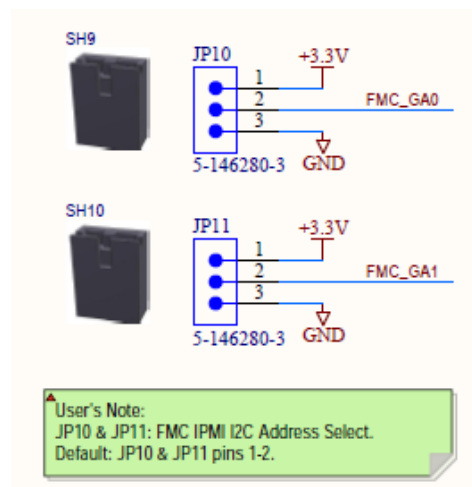 SH9
JP10
+3.3V
1
2
FMC_GA0
3
5-146280-3
GND
SH10
JP11
+3.3V
1
2
FMC_GA1
3
5-146280-3
GND
User's Note:
JP10 & JP11: FMC IPMI I2C Address Select.
Default: JP10 & JP11 pins 1-2.